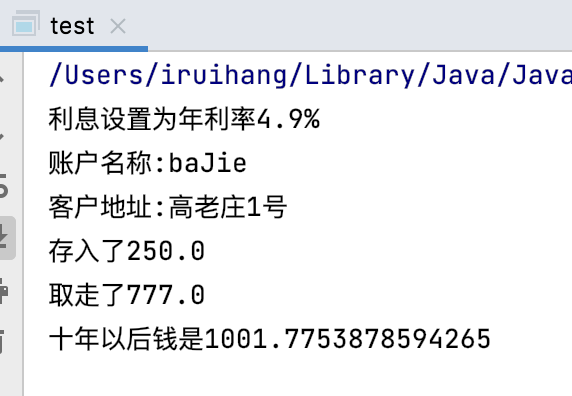 test
/Users/iruihang/Library/Java/Java
利息设置为年利率4.9%
账户名称:baJie
客户地址:高老庄1号
存入了250.0
取走了777.0
十年以后钱是1001.7753878594265